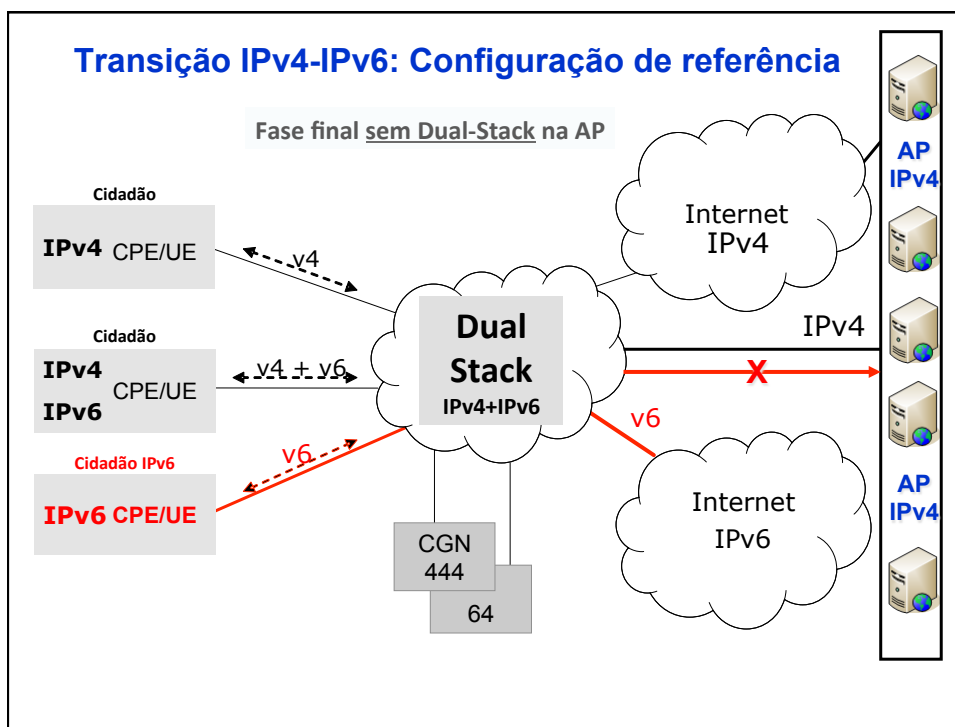 Transição IPv4-IPv6: Configuração de referência
Fase final sem Dual-Stack na AP
AP
IPv4
Cidadão
IPv4 CPE/UE
v4
Internet
IPv4
Cidadão
IPv4
IPv6
CPE/UE
v4 + v6
Dual
Stack
IPv4+IPv6
IPv4
X
v6
Cidadão IPv6
IPv6 CPE/UE
v6
Internet
IPv6
AP
IPv4
CGN
444
64